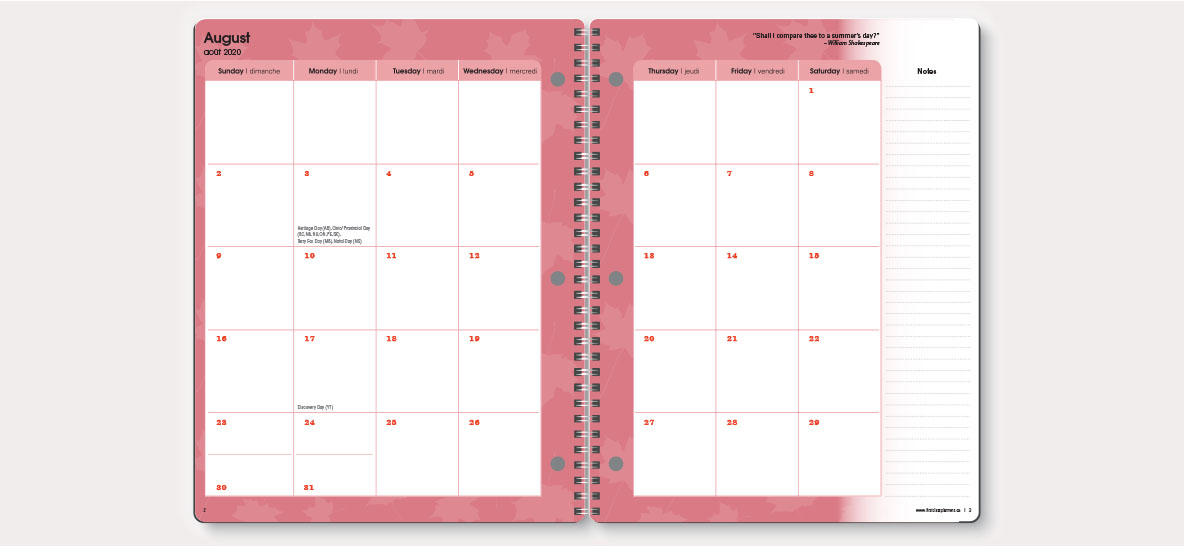 August
août 2020
"Shall I compare thee to a summer's day?"
– William Shakespeare
Sunday | dimanche
Monday | lundi
Tuesday | mardi
Wednesday | mercredi
Thursday | jeudi
Friday | vendredi
Saturday | samedi
Notes
1
2
3
4
5
6
7
8
Heritage Day (AB), Civic/ Provincial Day
(BC, NB, NU, ON, PE, SK),
Terry Fox Day (MB), Natal Day (NS)
9
10
11
12
13
14
15
16
17
18
19
20
21
22
Discovery Day (YT)
23
24
25
26
27
28
29
30
31
2
| 3